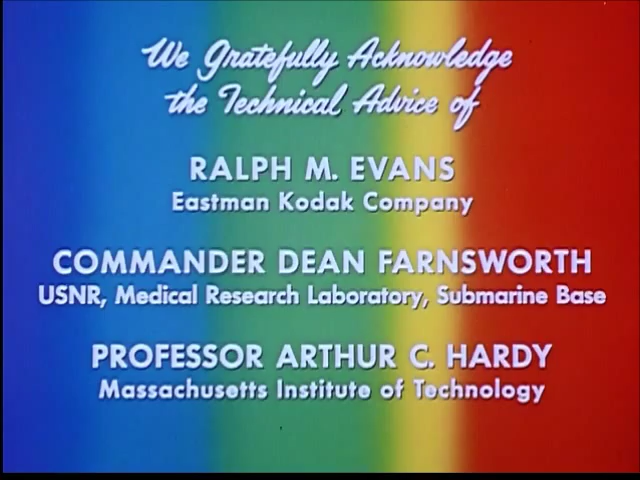 We Gratefully Acknowledge
the Technical Advice of
RALPH M. EVANS
Eastman Kodak Company
COMMANDER DEAN FARNSWORTH
USNR, Medical Research Laboratory, Submarine Base
PROFESSOR ARTHUR C. HARDY
Massachusetts Institute of Technology